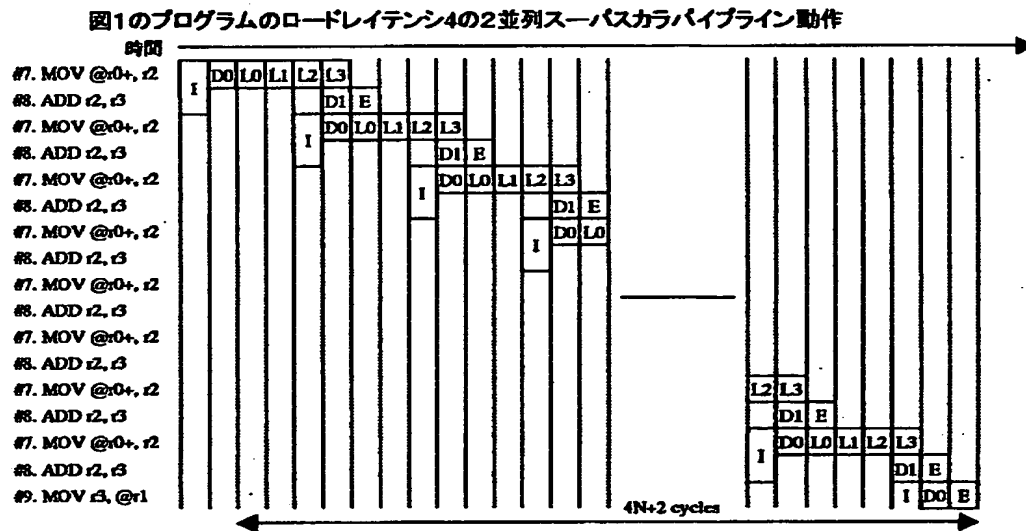 図1のプログラムのロードレイテンシ4の2並列スーパスカラパイプライン動作
時間
#7. MOV @r0+, r2 I D0 L0 L1 L2 L3
#8. ADD r2, r3 D1 E
#7. MOV @r0+, r2 I D0 L0 L1 L2 L3
#8. ADD r2, r3 D1 E
#7. MOV @r0+, r2 I D0 L0 L1 L2 L3
#8. ADD r2, r3 D1 E
#7. MOV @r0+, r2 I D0 L0
#8. ADD r2, r3
#7. MOV @r0+, r2
#8. ADD r2, r3
#7. MOV @r0+, r2
#8. ADD r2, r3
#7. MOV @r0+, r2 L2 L3
#8. ADD r2, r3 D1 E
#7. MOV @r0+, r2 I D0 L0 L1 L2 L3
#8. ADD r2, r3 D1 E
#9. MOV r3, @r1 I D0 E
4N+2 cycles